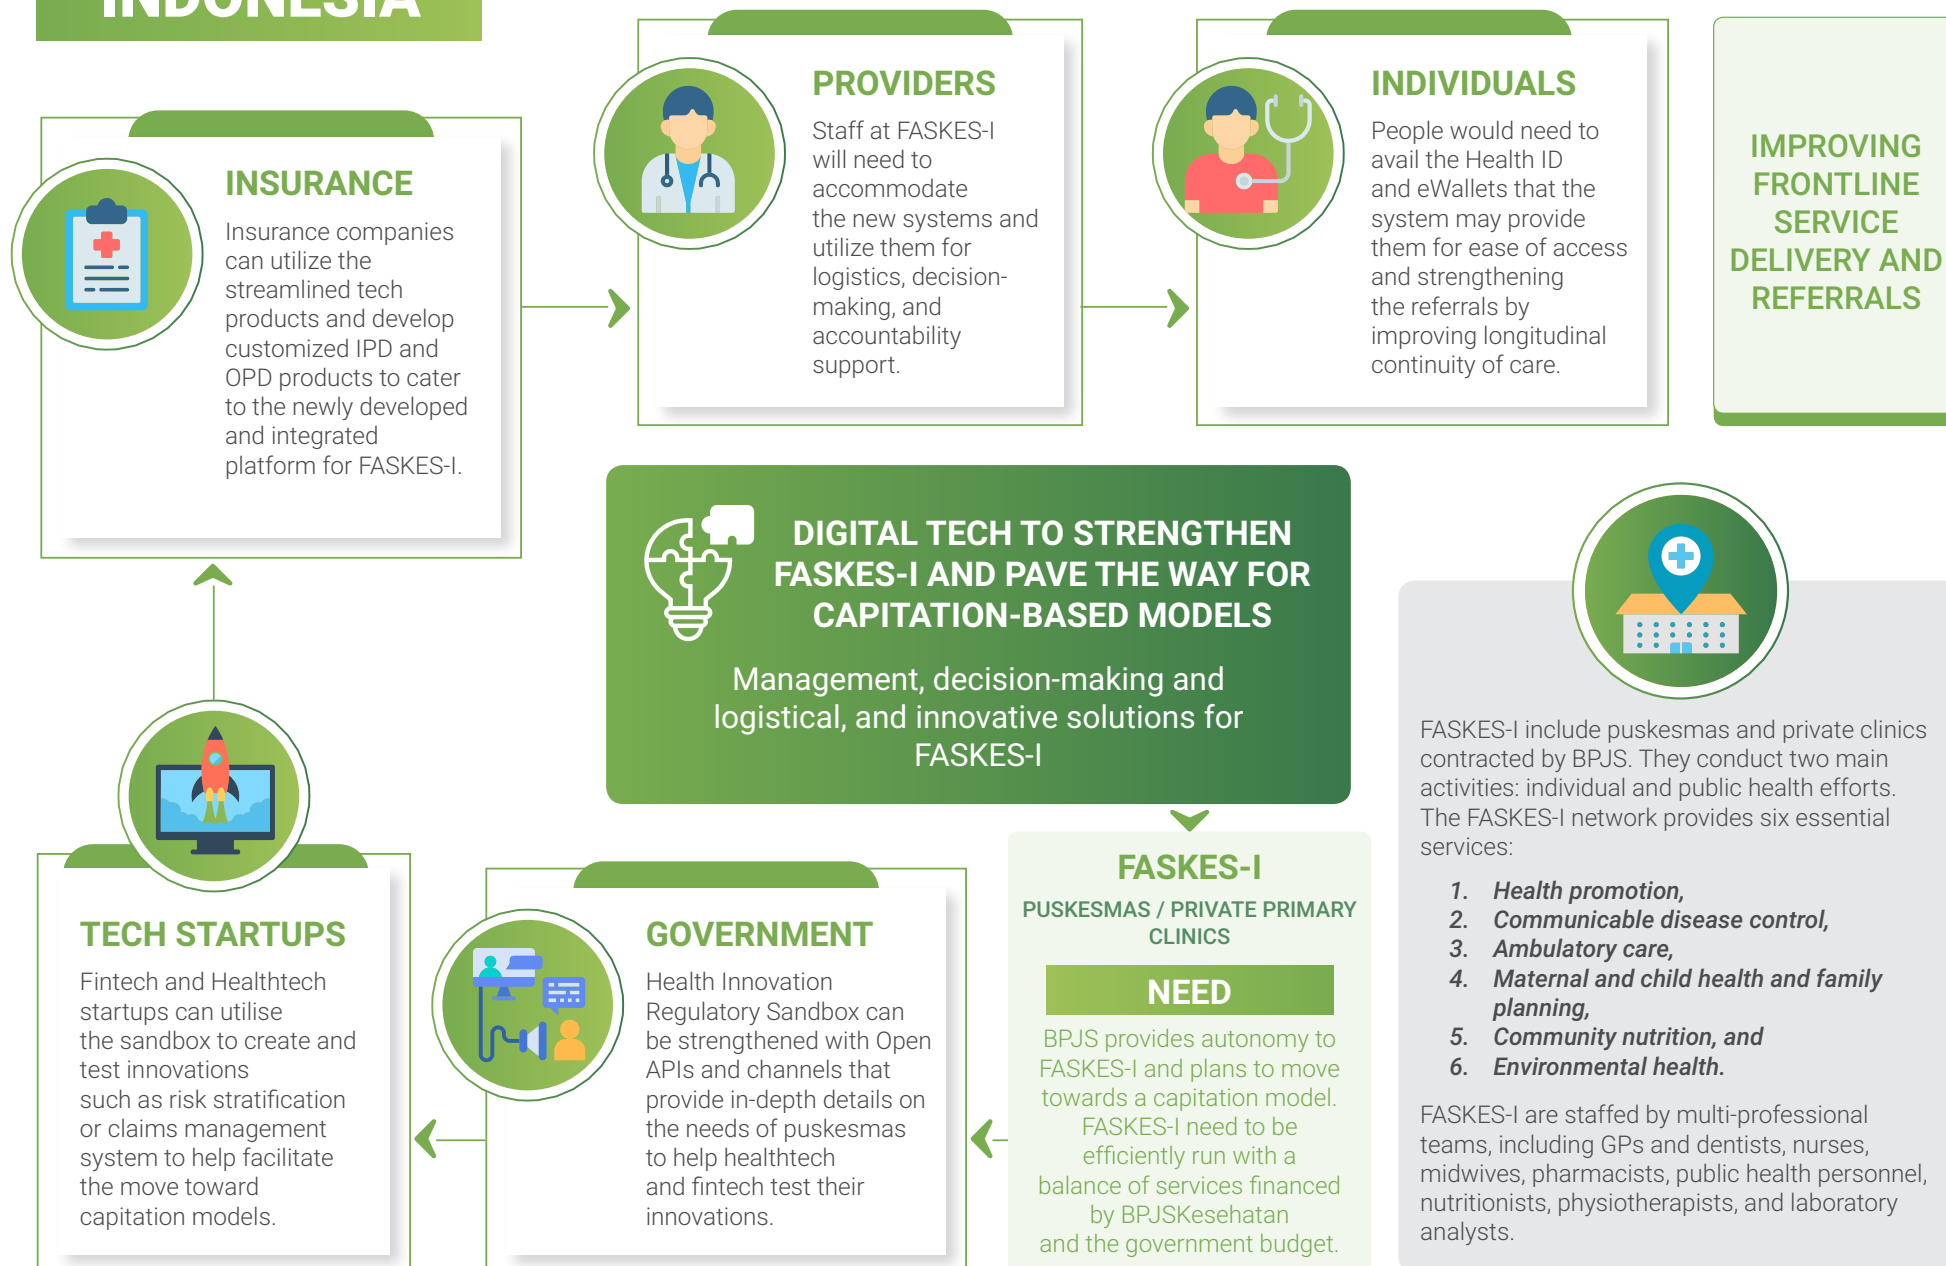 INDONESIA
INSURANCE
Insurance companies
can utilize the
streamlined tech
products and develop
customized IPD and
OPD products to cater
to the newly developed
and integrated
platform for FASKES-I.
PROVIDERS
Staff at FASKES-I
will need to
accommodate
the new systems and
utilize them for
logistics, decision-
making, and
accountability
support.
INDIVIDUALS
People would need to
avail the Health ID
and eWallets that the
system may provide
them for ease of access
and strengthening
the referrals by
improving longitudinal
continuity of care.
IMPROVING
FRONTLINE
SERVICE
DELIVERY AND
REFERRALS
DIGITAL TECH TO STRENGTHEN
FASKES-I AND PAVE THE WAY FOR
CAPITATION-BASED MODELS
Management, decision-making and
logistical, and innovative solutions for
FASKES-I
TECH STARTUPS
Fintech and Healthtech
startups can utilise
the sandbox to create and
test innovations
such as risk stratification
or claims management
system to help facilitate
the move toward
capitation models.
GOVERNMENT
Health Innovation
Regulatory Sandbox can
be strengthened with Open
APIs and channels that
provide in-depth details on
the needs of puskesmas
to help healthtech
and fintech test their
innovations.
FASKES-I
PUSKESMAS / PRIVATE PRIMARY
CLINICS
NEED
BPJS provides autonomy to
FASKES-I and plans to move
towards a capitation model.
FASKES-I need to be
efficiently run with a
balance of services financed
by BPJSKesehatan
and the government budget.
FASKES-I include puskesmas and private clinics
contracted by BPJS. They conduct two main
activities: individual and public health efforts.
The FASKES-I network provides six essential
services:
1. Health promotion,
2. Communicable disease control,
3. Ambulatory care,
4. Maternal and child health and family
planning,
5. Community nutrition, and
6. Environmental health.
FASKES-I are staffed by multi-professional
teams, including GPs and dentists, nurses,
midwives, pharmacists, public health personnel,
nutritionists, physiotherapists, and laboratory
analysts.